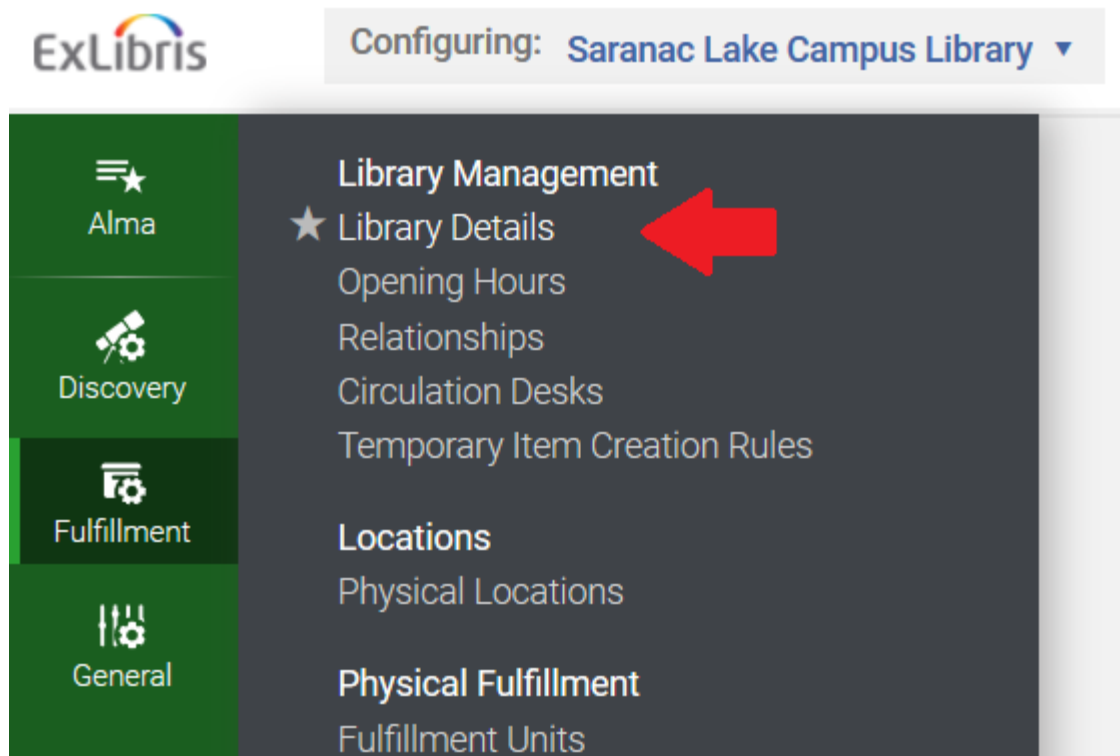 ExLibris
Configuring: Saranac Lake Campus Library
Alma
Discovery
Fulfillment
General
Library Management
Library Details
Opening Hours
Relationships
Circulation Desks
Temporary Item Creation Rules
Locations
Physical Locations
Physical Fulfillment
Fulfillment Units